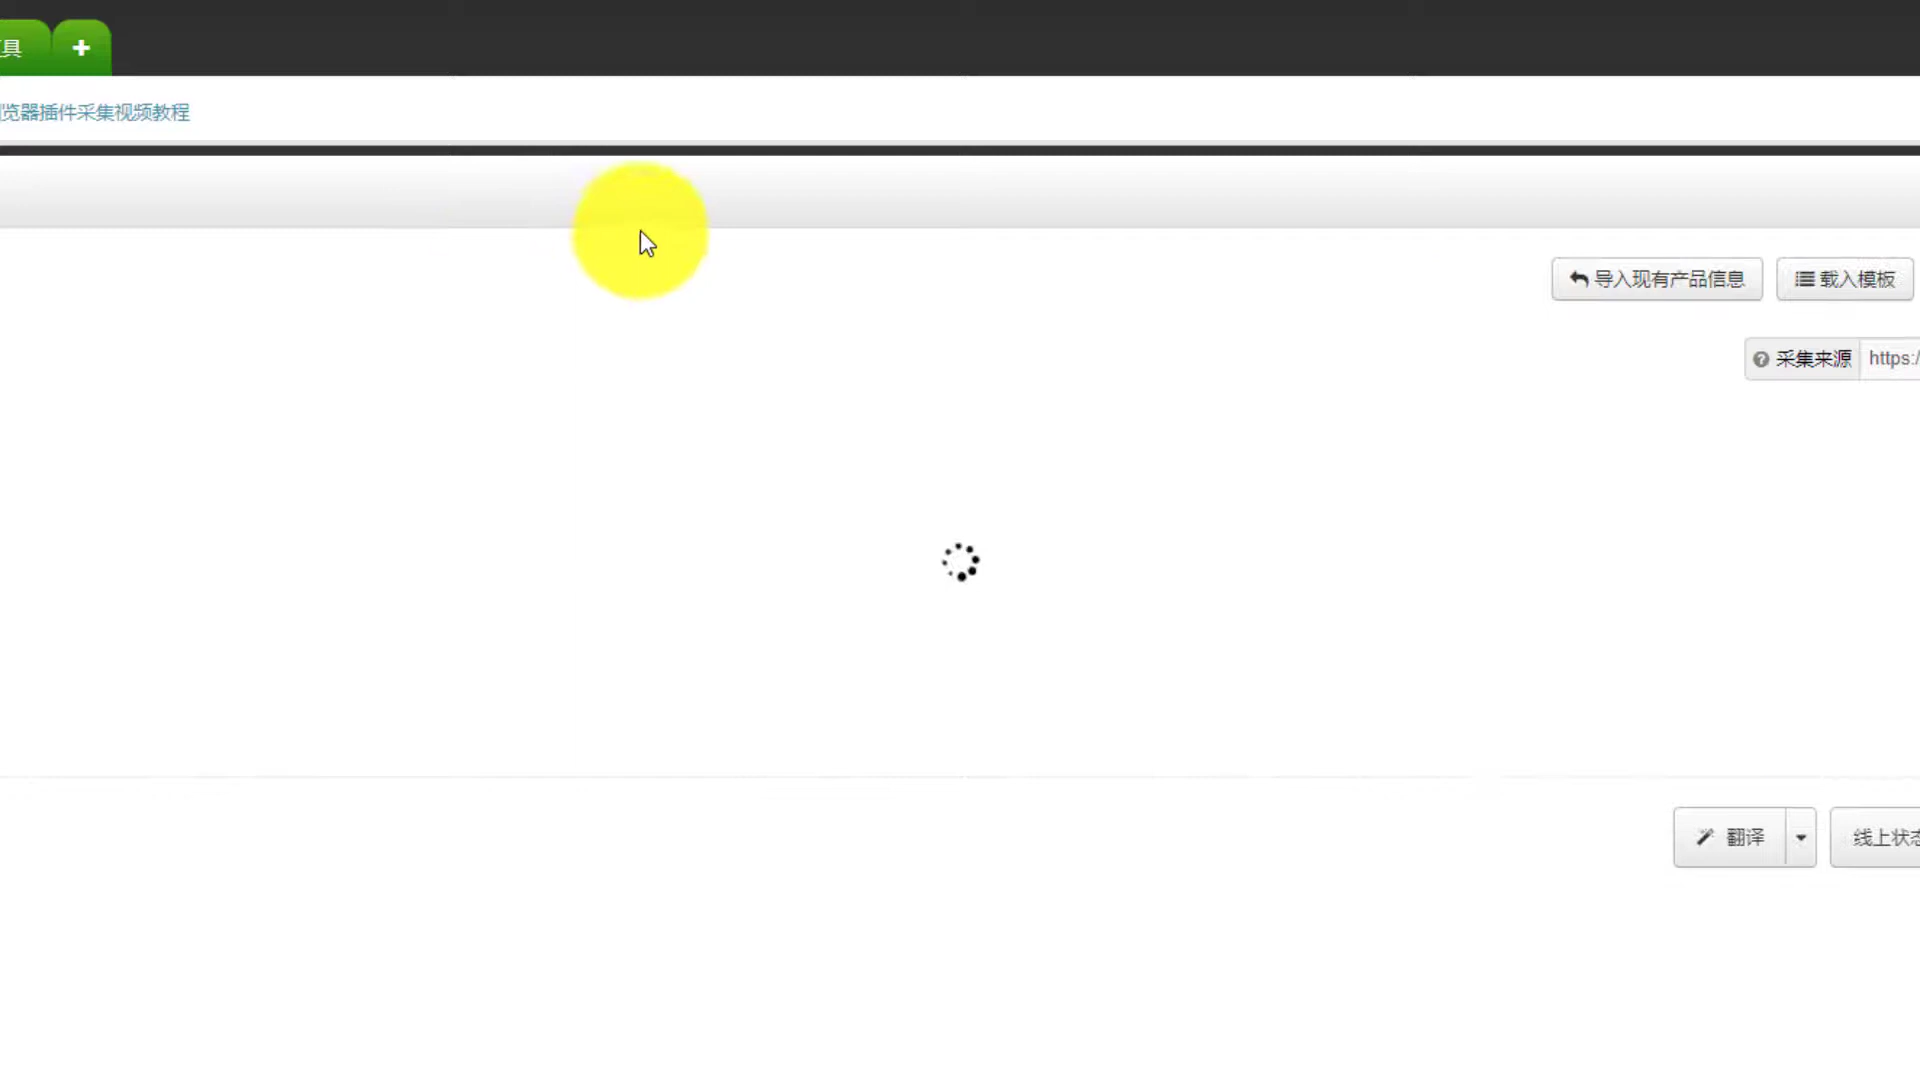 具
览器插件采集视频教程
导入现有产品信息
载入模板
采集来源 https:/
翻译
线上状态